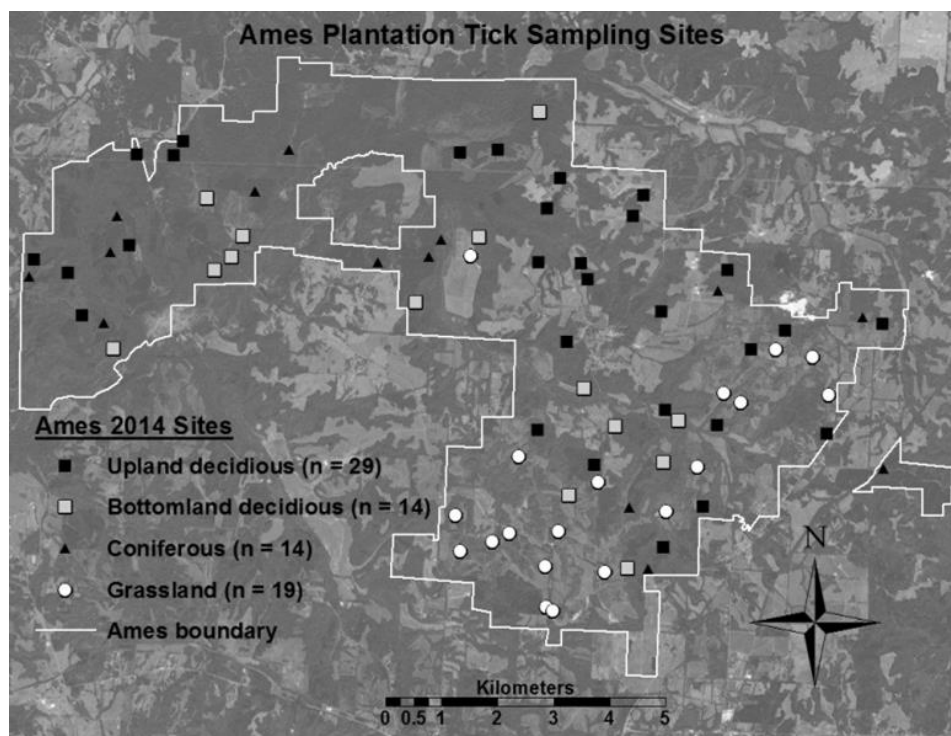 Ames Plantation Tick Sampling Sites
Ames 2014 Sites
Upland decidious (n = 29)
Bottomland decidious (n = 14)
Coniferous (n = 14)
Grassland (n = 19)
Ames boundary
N
Kilometers
0 0.5 1 2 3 4 5